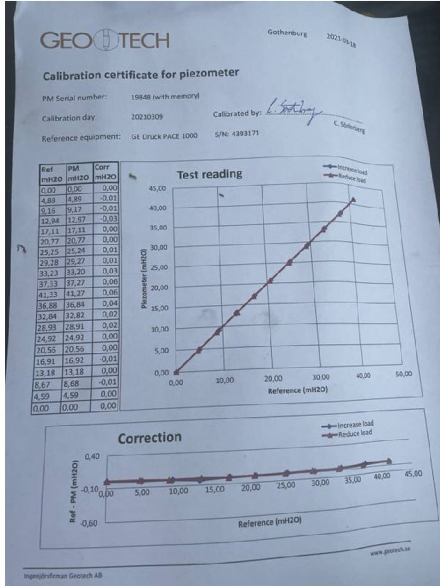 GEOTECH
Gothenburg
Calibration certificate for piezometer
PM Serial number: 19848 (with memory)
Calibration day 20230309
Calibrated by:
C. Söderberg
Reference equipment: GE Druck PACE 1000 S/N: 4393171
Ref PM Corr
mH2O mH2O mH2O
0,00 0,00 0,00
4,88 4,89 -0,01
9,16 9,17 -0,01
12,94 12,97 -0,03
17,11 17,11 0,00
20,77 20,77 0,00
25,25 25,24 0,01
29,28 29,27 0,01
33,23 33,20 0,03
37,33 37,27 0,06
41,33 41,27 0,06
36,88 36,84 0,04
32,84 32,82 0,02
28,93 28,91 0,02
24,92 24,92 0,00
20,56 20,56 0,00
16,91 16,92 -0,01
13,18 13,18 0,00
8,67 8,68 -0,01
4,59 4,59 0,00
0,00 0,00 0,00
Test reading
Increase load
Reduce load
Piezometer (mH2O)
45,00
40,00
35,00
30,00
25,00
20,00
15,00
10,00
5,00
0,00
0,00 10,00 20,00 30,00 40,00 50,00
Reference (mH2O)
Correction
Increase load
Reduce load
Ref - PM (mH2O)
0,40
-0,10
-0,60
0,00 5,00 10,00 15,00 20,00 25,00 30,00 35,00 40,00 45,00
Reference (mH2O)
Ingenjörsfirman Geotech AB
www.geotech.se